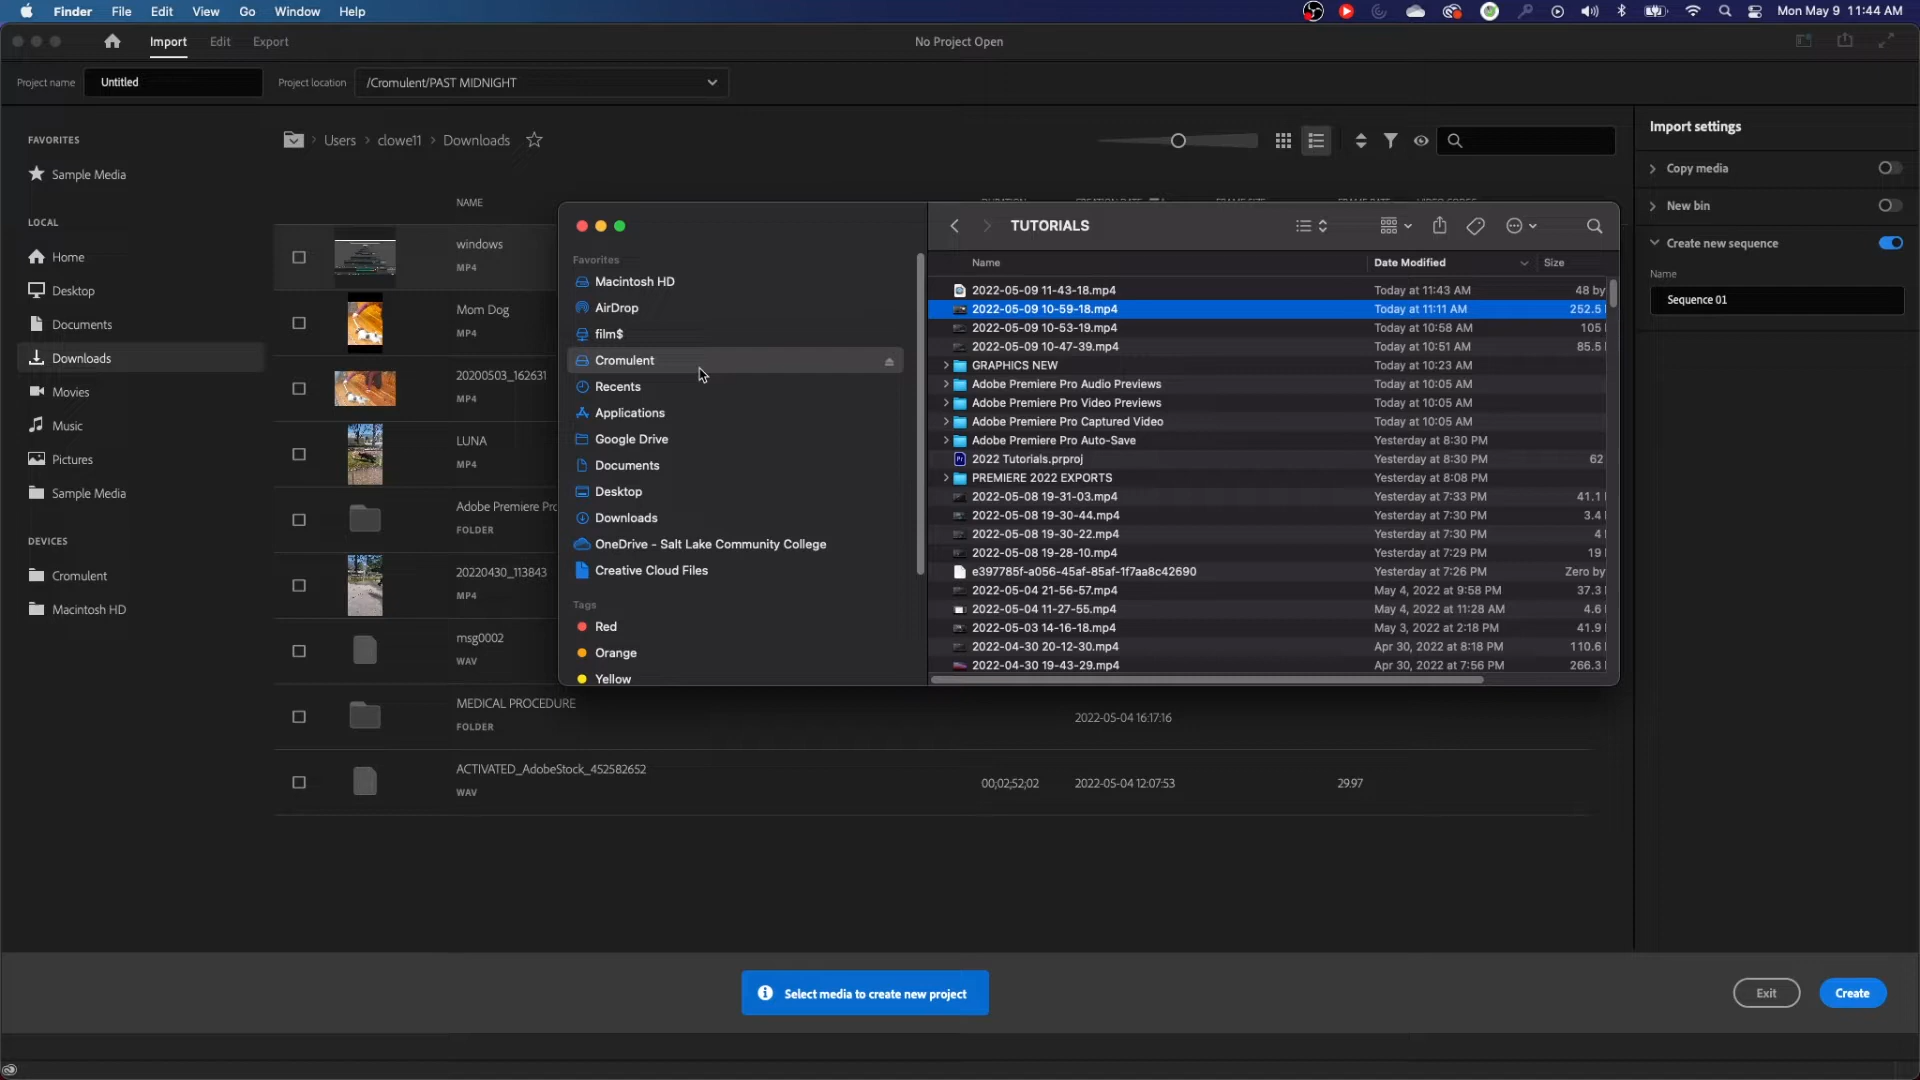 Finder File Edit View Go Window Help
Mon May 9 11:44 AM
Import Edit Export
No Project Open
Project name Untitled Project location /Cromulent/PAST MIDNIGHT
FAVORITES
Sample Media
LOCAL
Home
Desktop
Documents
Downloads
Movies
Music
Pictures
Sample Media
DEVICES
Cromulent
Macintosh HD
Users > clowe11 > Downloads
NAME
windows
MP4
Mom Dog
MP4
20200503_162631
MP4
LUNA
MP4
Adobe Premiere Pro
FOLDER
20220430_113843
MP4
msg0002
WAV
MEDICAL PROCEDURE
FOLDER
2022-05-04 16:17:16
ACTIVATED_AdobeStock_452582652
WAV
00;02;52;02 2022-05-04 12:07:53 29.97
Favorites
Macintosh HD
AirDrop
film$
Cromulent
Recents
Applications
Google Drive
Documents
Desktop
Downloads
OneDrive - Salt Lake Community College
Creative Cloud Files
Tags
Red
Orange
Yellow
TUTORIALS
Name Date Modified Size
2022-05-09 11-43-18.mp4 Today at 11:43 AM 48 by
2022-05-09 10-59-18.mp4 Today at 11:11 AM 252.5
2022-05-09 10-53-19.mp4 Today at 10:58 AM 105
2022-05-09 10-47-39.mp4 Today at 10:51 AM 85.5
GRAPHICS NEW Today at 10:23 AM
Adobe Premiere Pro Audio Previews Today at 10:05 AM
Adobe Premiere Pro Video Previews Today at 10:05 AM
Adobe Premiere Pro Captured Video Today at 10:05 AM
Adobe Premiere Pro Auto-Save Yesterday at 8:30 PM
Pr 2022 Tutorials.prproj Yesterday at 8:30 PM 62
PREMIERE 2022 EXPORTS Yesterday at 8:08 PM
2022-05-08 19-31-03.mp4 Yesterday at 7:33 PM 41.1
2022-05-08 19-30-44.mp4 Yesterday at 7:30 PM 3.4
2022-05-08 19-30-22.mp4 Yesterday at 7:30 PM 4
2022-05-08 19-28-10.mp4 Yesterday at 7:29 PM 19
e397785f-a056-45af-85af-1f7aa8c42690 Yesterday at 7:26 PM Zero by
2022-05-04 21-56-57.mp4 May 4, 2022 at 9:58 PM 37.3
2022-05-04 11-27-55.mp4 May 4, 2022 at 11:28 AM 4.6
2022-05-03 14-16-18.mp4 May 3, 2022 at 2:18 PM 41.9
2022-04-30 20-12-30.mp4 Apr 30, 2022 at 8:18 PM 110.6
2022-04-30 19-43-29.mp4 Apr 30, 2022 at 7:56 PM 266.3
Import settings
Copy media
New bin
Create new sequence
Name
Sequence 01
Select media to create new project
Exit Create